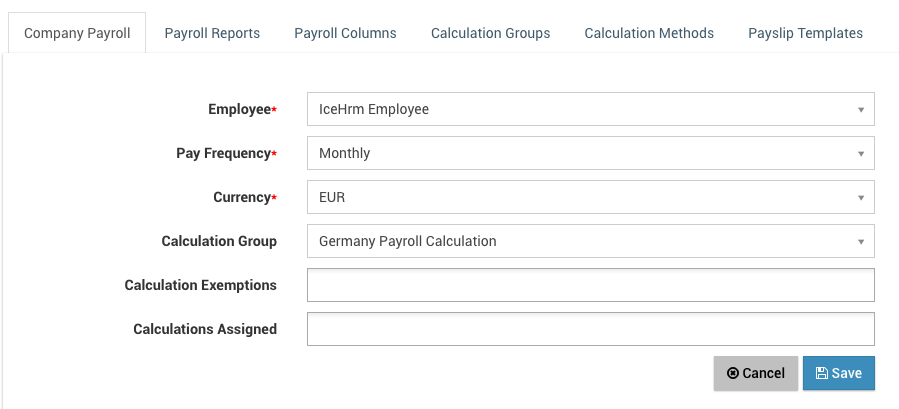 Company Payroll Payroll Reports Payroll Columns Calculation Groups Calculation Methods Payslip Templates
Employee* IceHrm Employee
Pay Frequency* Monthly
Currency* EUR
Calculation Group Germany Payroll Calculation
Calculation Exemptions
Calculations Assigned
Cancel Save